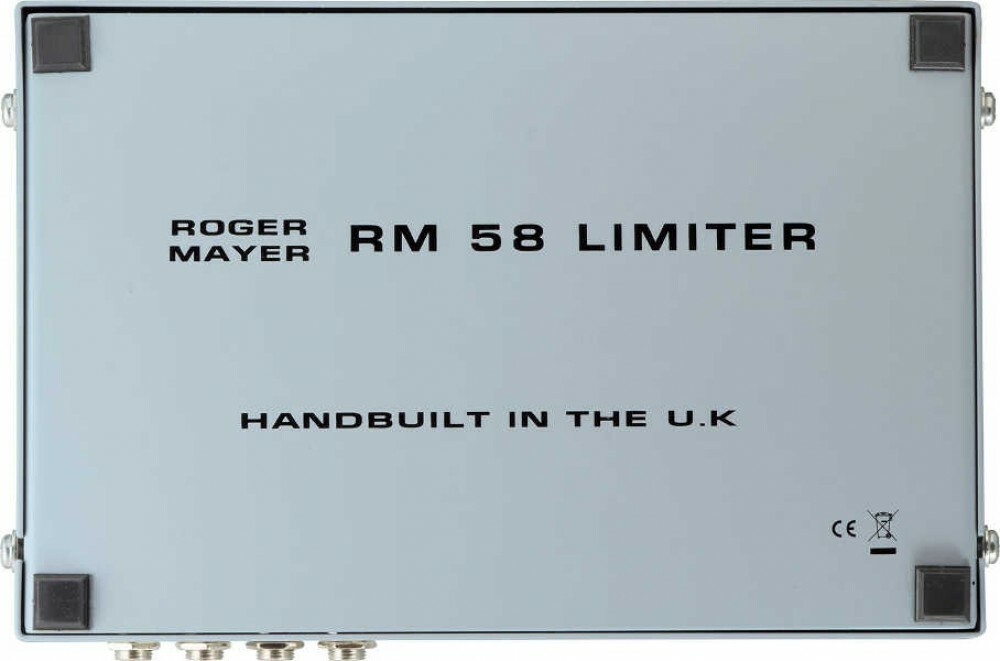 ROGER
MAYER
RM 58 LIMITER
HANDBUILT IN THE U.K
CE